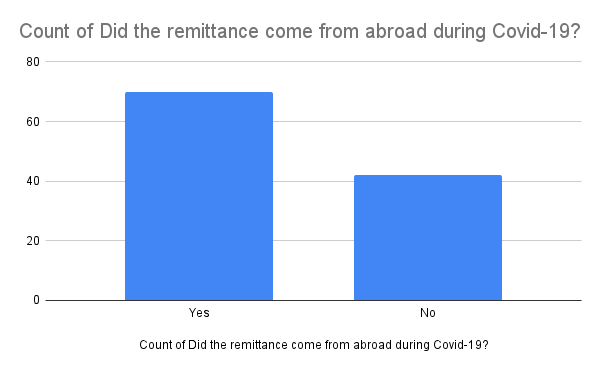 Count of Did the remittance come from abroad during Covid-19?
80
60
40
20
0
Yes No
Count of Did the remittance come from abroad during Covid-19?